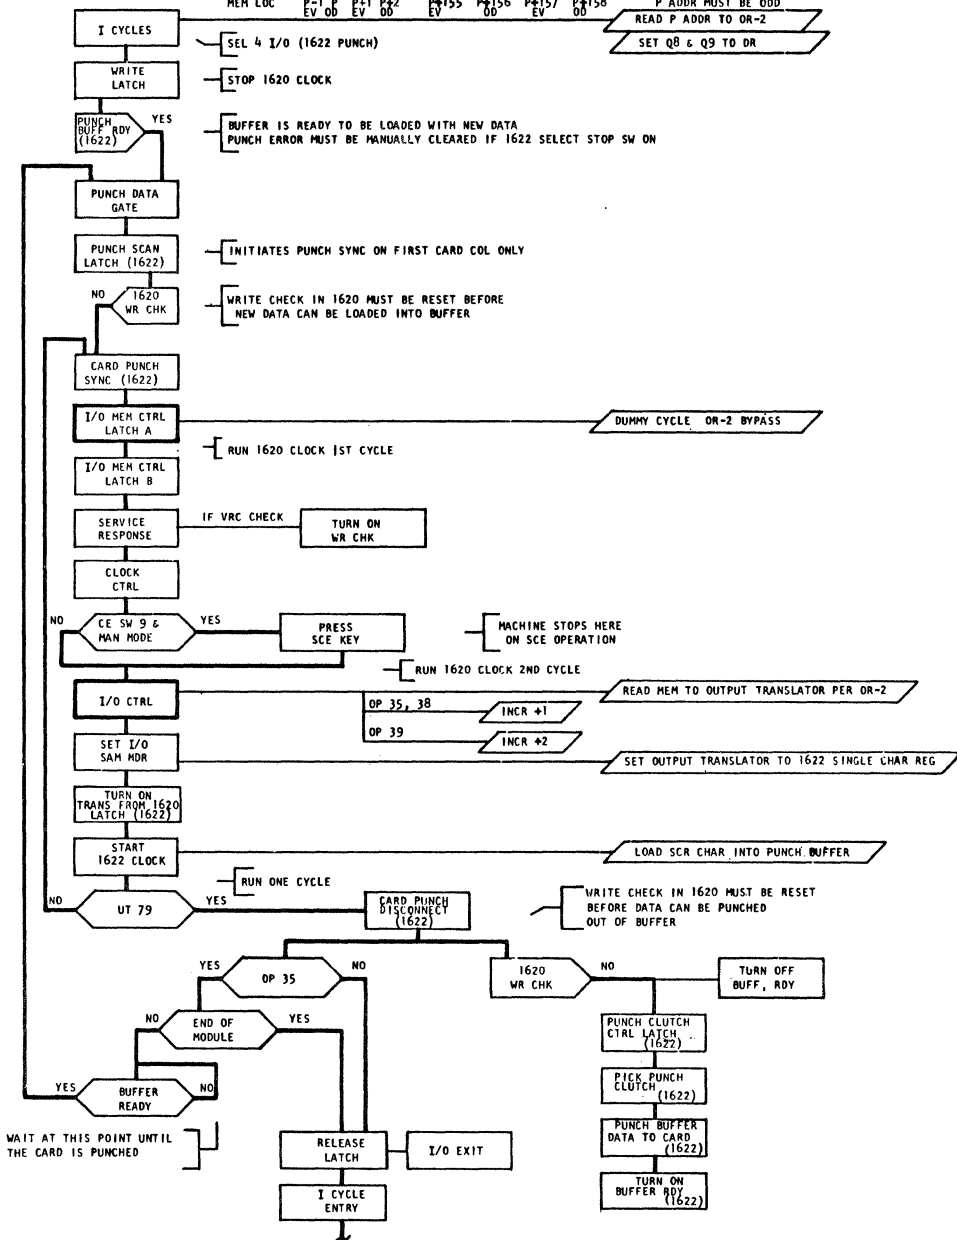 MEM LOC P-1 P P+1 P+2 P+155 P+156 P+157 P+158 P ADDR MUST BE ODD
EV OD EV OD EV OD EV OD
I CYCLES
READ P ADDR TO OR-2
SEL 4 I/O (1622 PUNCH)
SET Q8 & Q9 TO DR
WRITE
LATCH
STOP 1620 CLOCK
PUNCH
BUFF RDY
(1622)
YES
BUFFER IS READY TO BE LOADED WITH NEW DATA
PUNCH ERROR MUST BE MANUALLY CLEARED IF 1622 SELECT STOP SW ON
PUNCH DATA
GATE
PUNCH SCAN
LATCH (1622)
INITIATES PUNCH SYNC ON FIRST CARD COL ONLY
NO
1620
WR CHK
WRITE CHECK IN 1620 MUST BE RESET BEFORE
NEW DATA CAN BE LOADED INTO BUFFER
CARD PUNCH
SYNC (1622)
I/O MEM CTRL
LATCH A
DUMMY CYCLE OR-2 BYPASS
RUN 1620 CLOCK 1ST CYCLE
I/O MEM CTRL
LATCH B
SERVICE
RESPONSE
IF VRC CHECK
TURN ON
WR CHK
CLOCK
CTRL
NO
CE SW 9 &
MAN MODE
YES
PRESS
SCE KEY
MACHINE STOPS HERE
ON SCE OPERATION
RUN 1620 CLOCK 2ND CYCLE
I/O CTRL
READ MEM TO OUTPUT TRANSLATOR PER OR-2
OP 35, 38
INCR +1
OP 39
INCR +2
SET I/O
SAM MDR
SET OUTPUT TRANSLATOR TO 1622 SINGLE CHAR REG
TURN ON
TRANS FROM 1620
LATCH (1622)
START
1622 CLOCK
LOAD SCR CHAR INTO PUNCH BUFFER
RUN ONE CYCLE
NO
UT 79
YES
CARD PUNCH
DISCONNECT
(1622)
WRITE CHECK IN 1620 MUST BE RESET
BEFORE DATA CAN BE PUNCHED
OUT OF BUFFER
YES
OP 35
NO
1620
WR CHK
NO
TURN OFF
BUFF, RDY
NO
END OF
MODULE
YES
PUNCH CLUTCH
CTRL LATCH
(1622)
YES
BUFFER
READY
NO
PICK PUNCH
CLUTCH
(1622)
WAIT AT THIS POINT UNTIL
THE CARD IS PUNCHED
RELEASE
LATCH
I/O EXIT
PUNCH BUFFER
DATA TO CARD
(1622)
I CYCLE
ENTRY
TURN ON
BUFFER RDY
(1622)